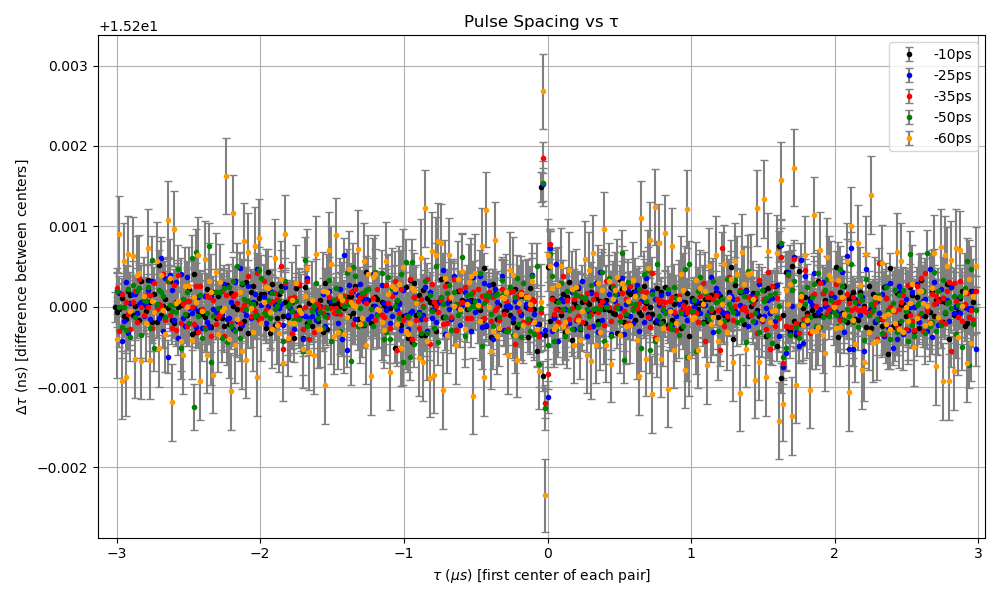 Pulse Spacing vs τ
+1.52e1
0.003
0.002
0.001
0.000
−0.001
−0.002
Δτ (ns) [difference between centers]
-10ps
-25ps
-35ps
-50ps
-60ps
−3
−2
−1
0
1
2
3
τ (μs) [first center of each pair]